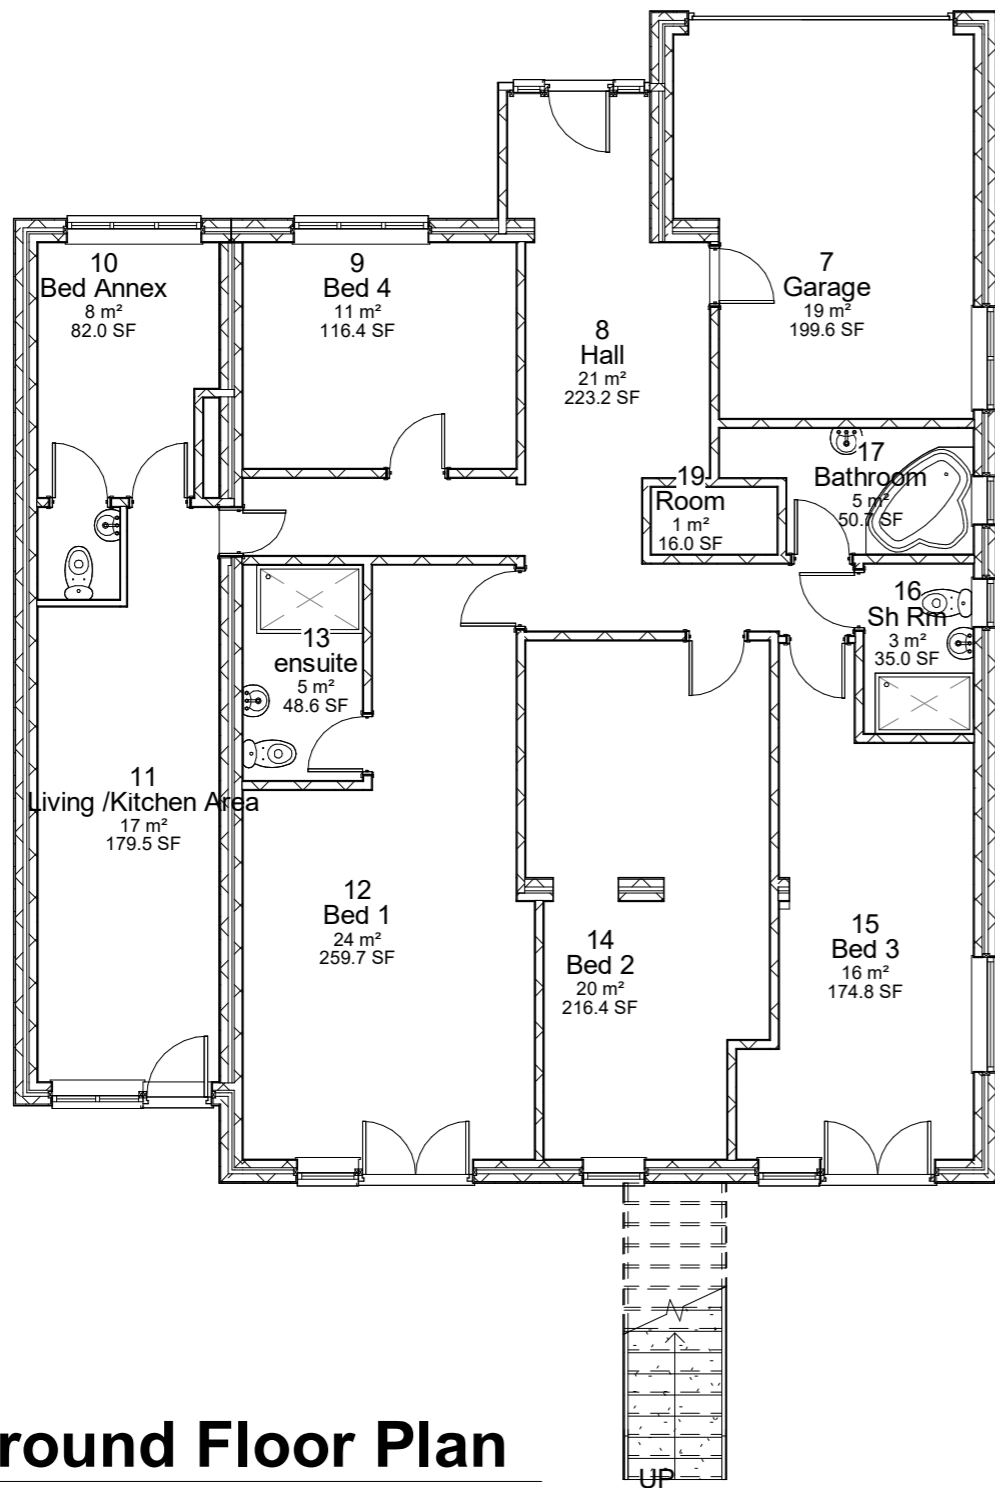 10
Bed Annex
8 m²
82.0 SF
9
Bed 4
11 m²
116.4 SF
8
Hall
21 m²
223.2 SF
7
Garage
19 m²
199.6 SF
19
Room
1 m²
16.0 SF
17
Bathroom
5 m²
50.7 SF
16
Sh Rm
3 m²
35.0 SF
13
ensuite
5 m²
48.6 SF
11
Living /Kitchen Area
17 m²
179.5 SF
12
Bed 1
24 m²
259.7 SF
14
Bed 2
20 m²
216.4 SF
15
Bed 3
16 m²
174.8 SF
round Floor Plan
UP